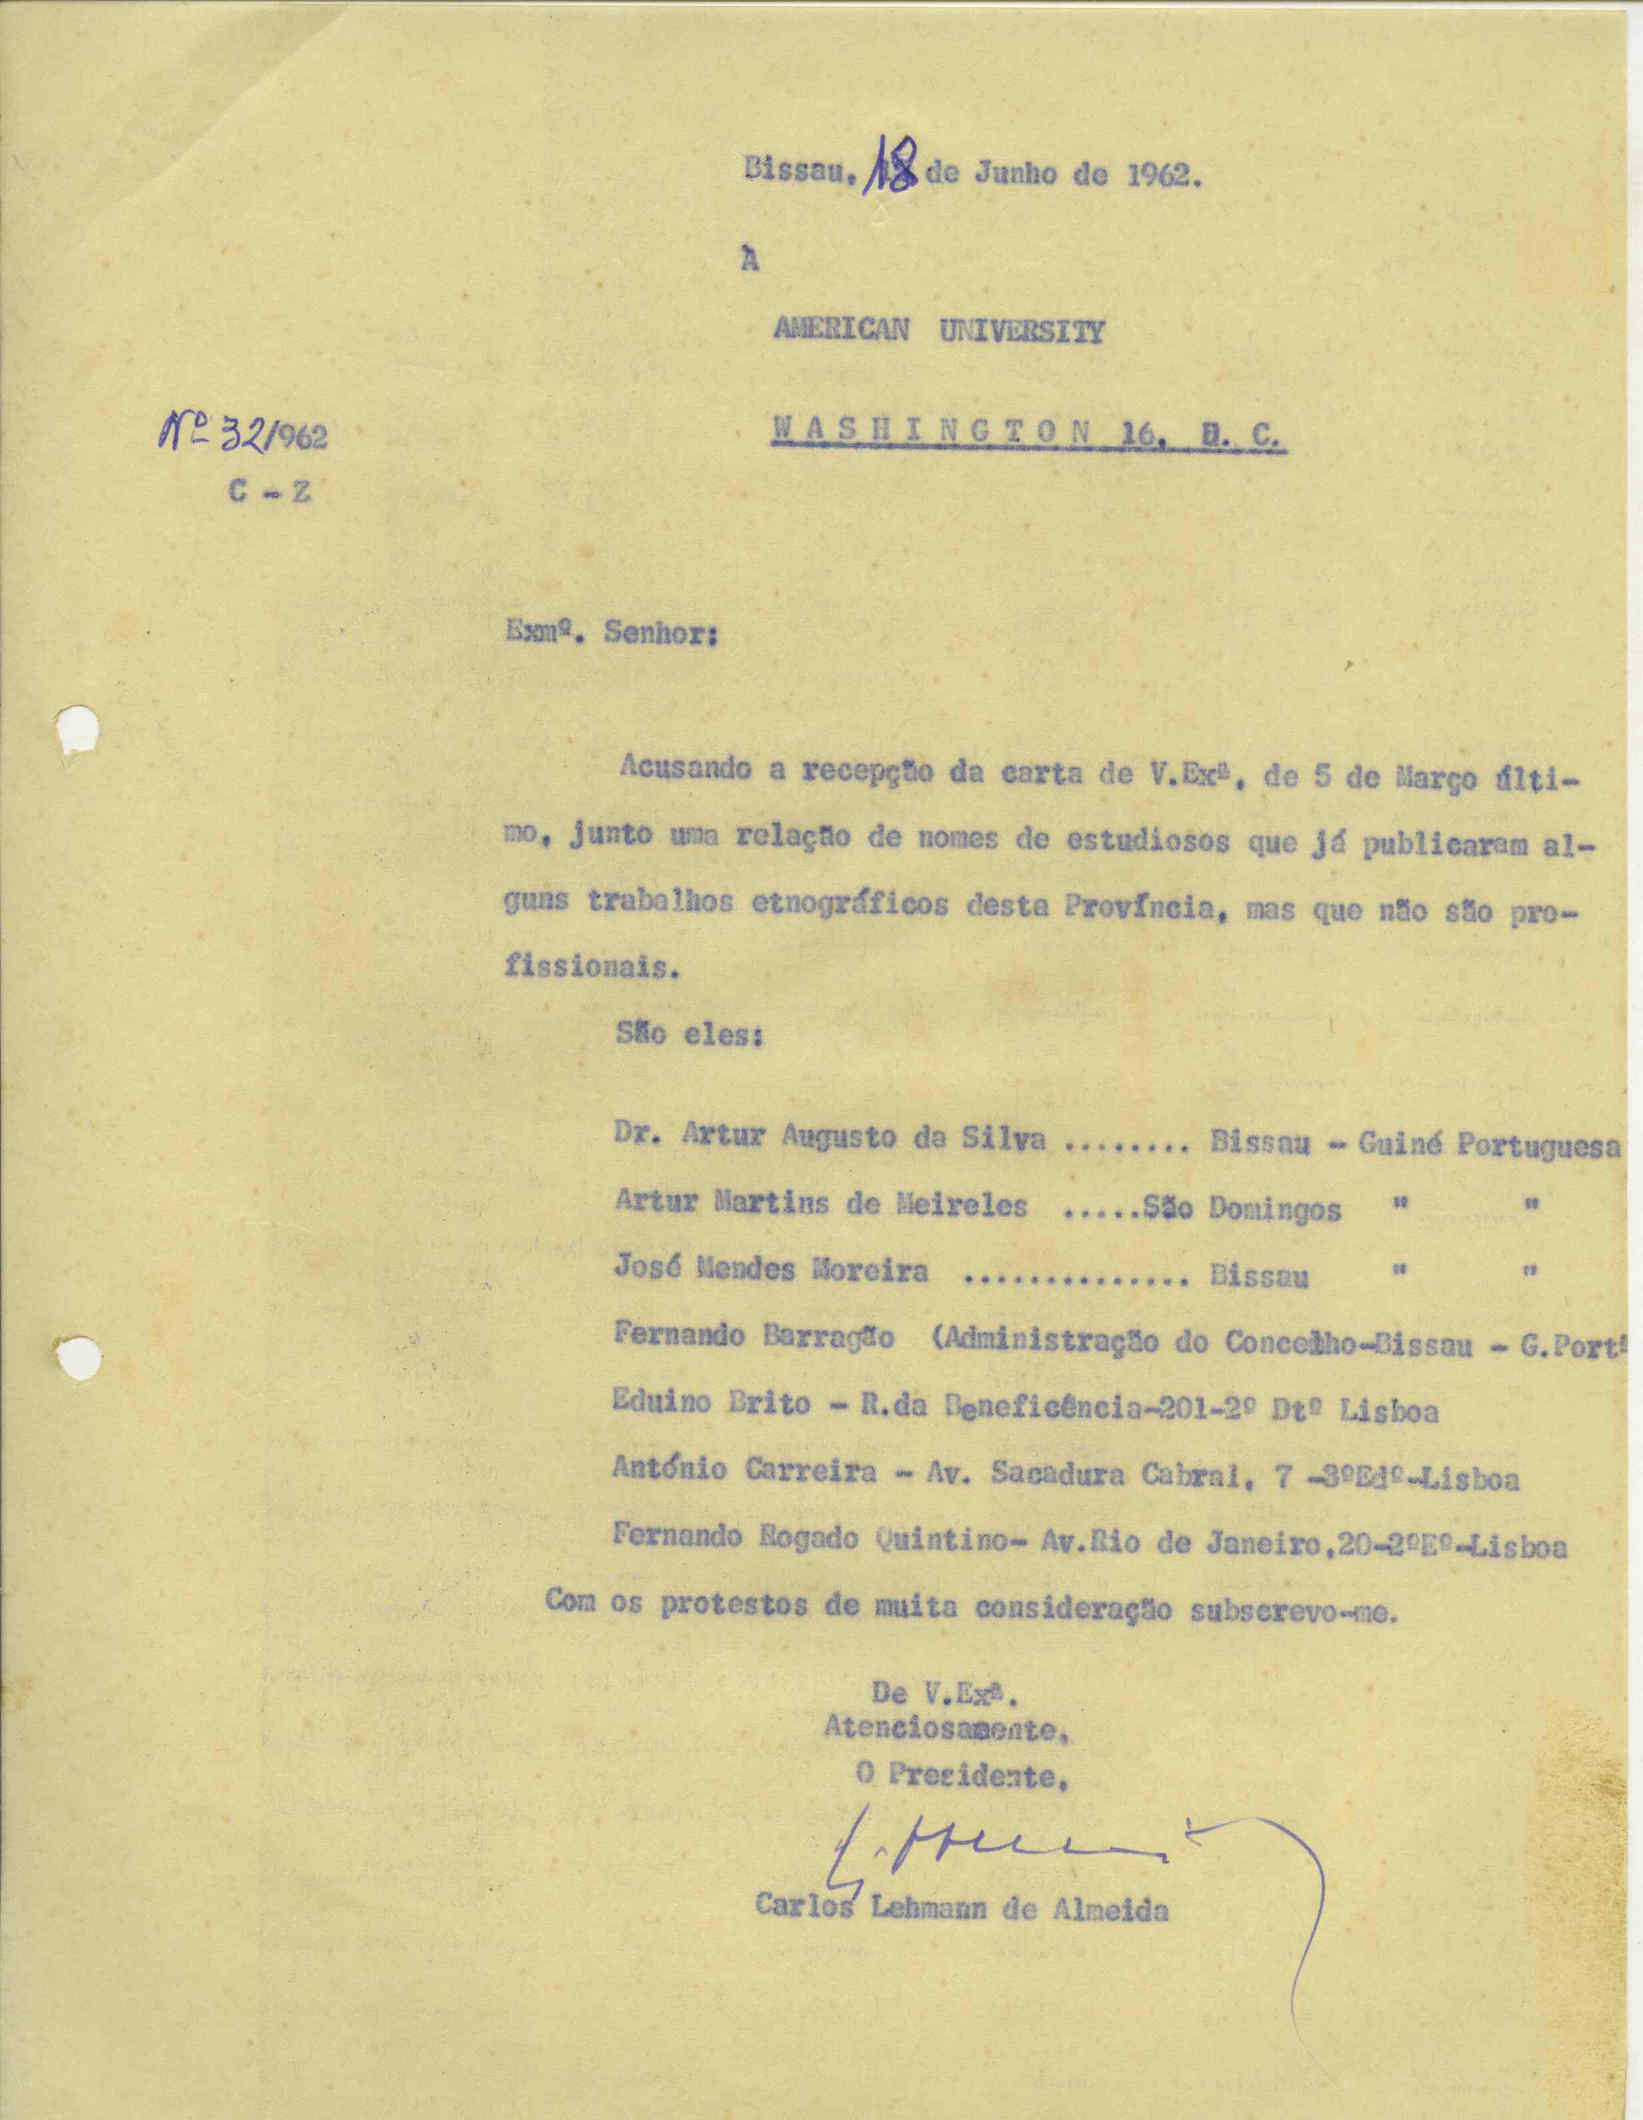 Bissau, 18 de Junho de 1962.
À
AMERICAN UNIVERSITY
WASHINGTON 16, D. C.
Nº 32/962
C - Z
Exmº. Senhor:
Acusando a recepção da carta de V.Exª. de 5 de Março últi-
mo, junto uma relação de nomes de estudiosos que já publicaram al-
guns trabalhos etnográficos desta Província, mas que não são pro-
fissionais.
São eles:
Dr. Artur Augusto da Silva ........ Bissau - Guiné Portuguesa
Artur Martins de Meireles .....São Domingos " "
José Mendes Moreira .............. Bissau " "
Fernando Barragão (Administração do Concelho-Bissau - G.Portª
Eduino Brito - R.da Beneficência-201-2º Dtº Lisboa
António Carreira - Av. Sacadura Cabral, 7 -3ºEdº-Lisboa
Fernando Rogado Quintino- Av.Rio de Janeiro,20-2ºEº-Lisboa
Com os protestos de muita consideração subscrevo-me.
De V.Exª.
Atenciosamente,
O Presidente,
Carlos Lehmann de Almeida